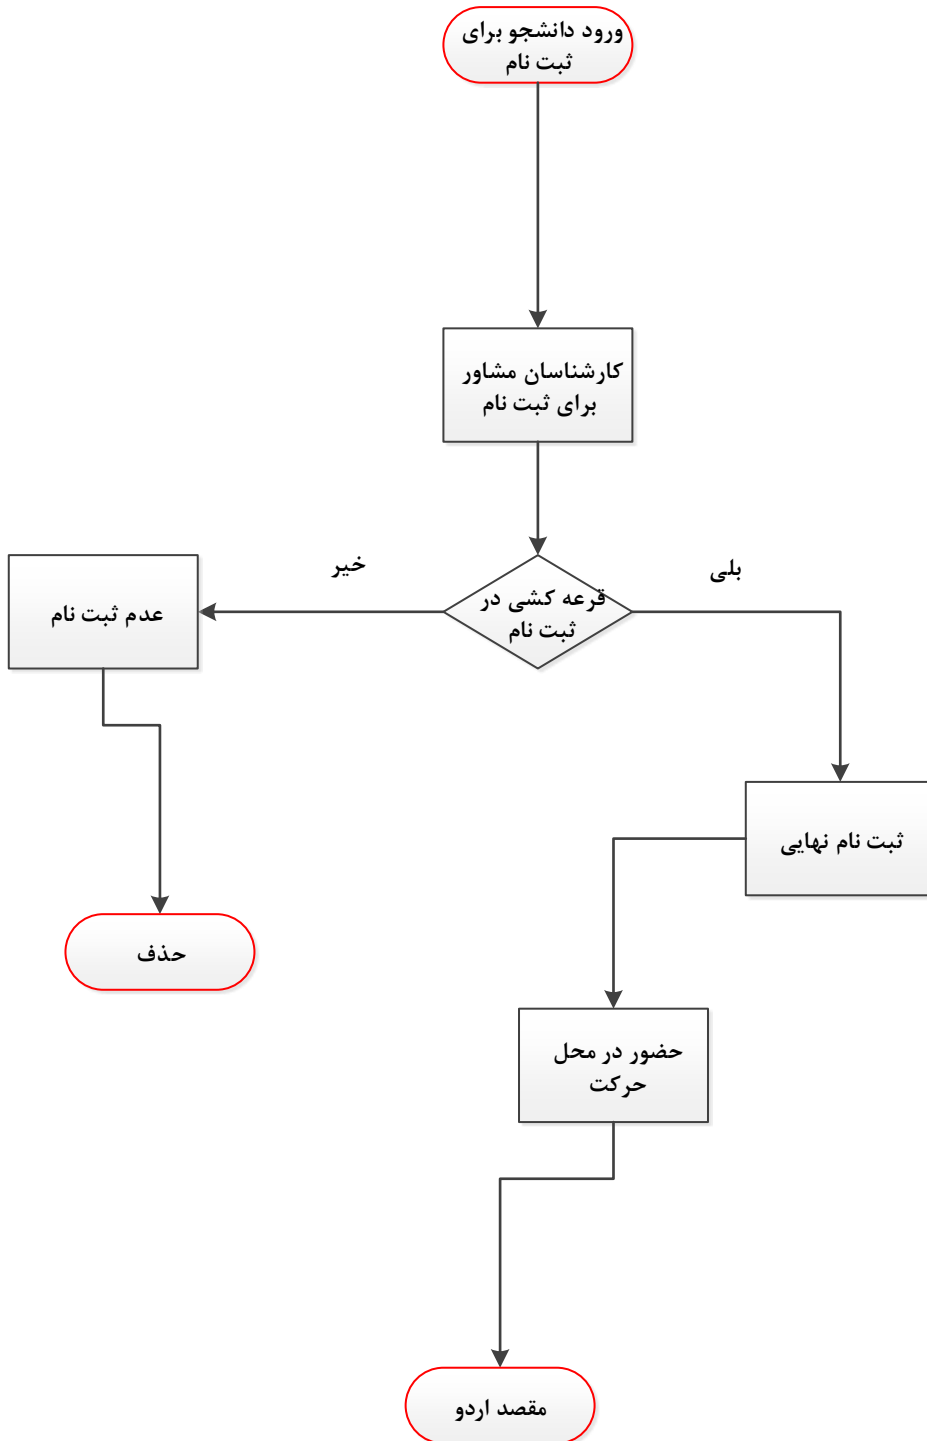 ورود دانشجو برای
ثبت نام
کارشناسان مشاور
برای ثبت نام
بلی
خیر
قرعه کشی در
ثبت نام
عدم ثبت نام
ثبت نام نهایی
حذف
حضور در محل
حرکت
مقصد اردو